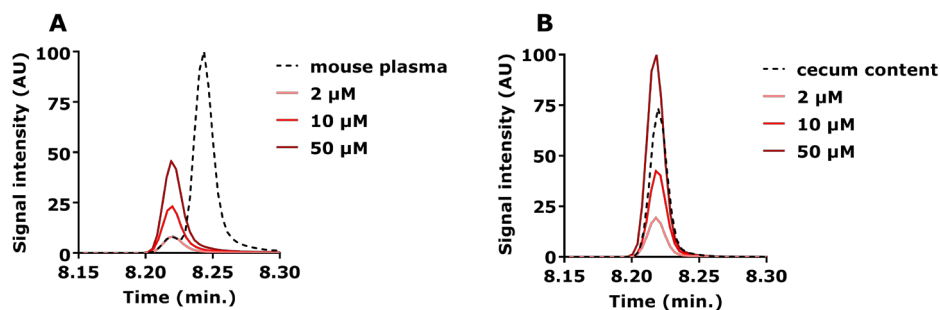 A
Signal intensity (AU)
100
75
50
25
0
8.15 8.20 8.25 8.30
Time (min.)
mouse plasma
2 µM
10 µM
50 µM
B
Signal intensity (AU)
100
75
50
25
0
8.15 8.20 8.25 8.30
Time (min.)
cecum content
2 µM
10 µM
50 µM